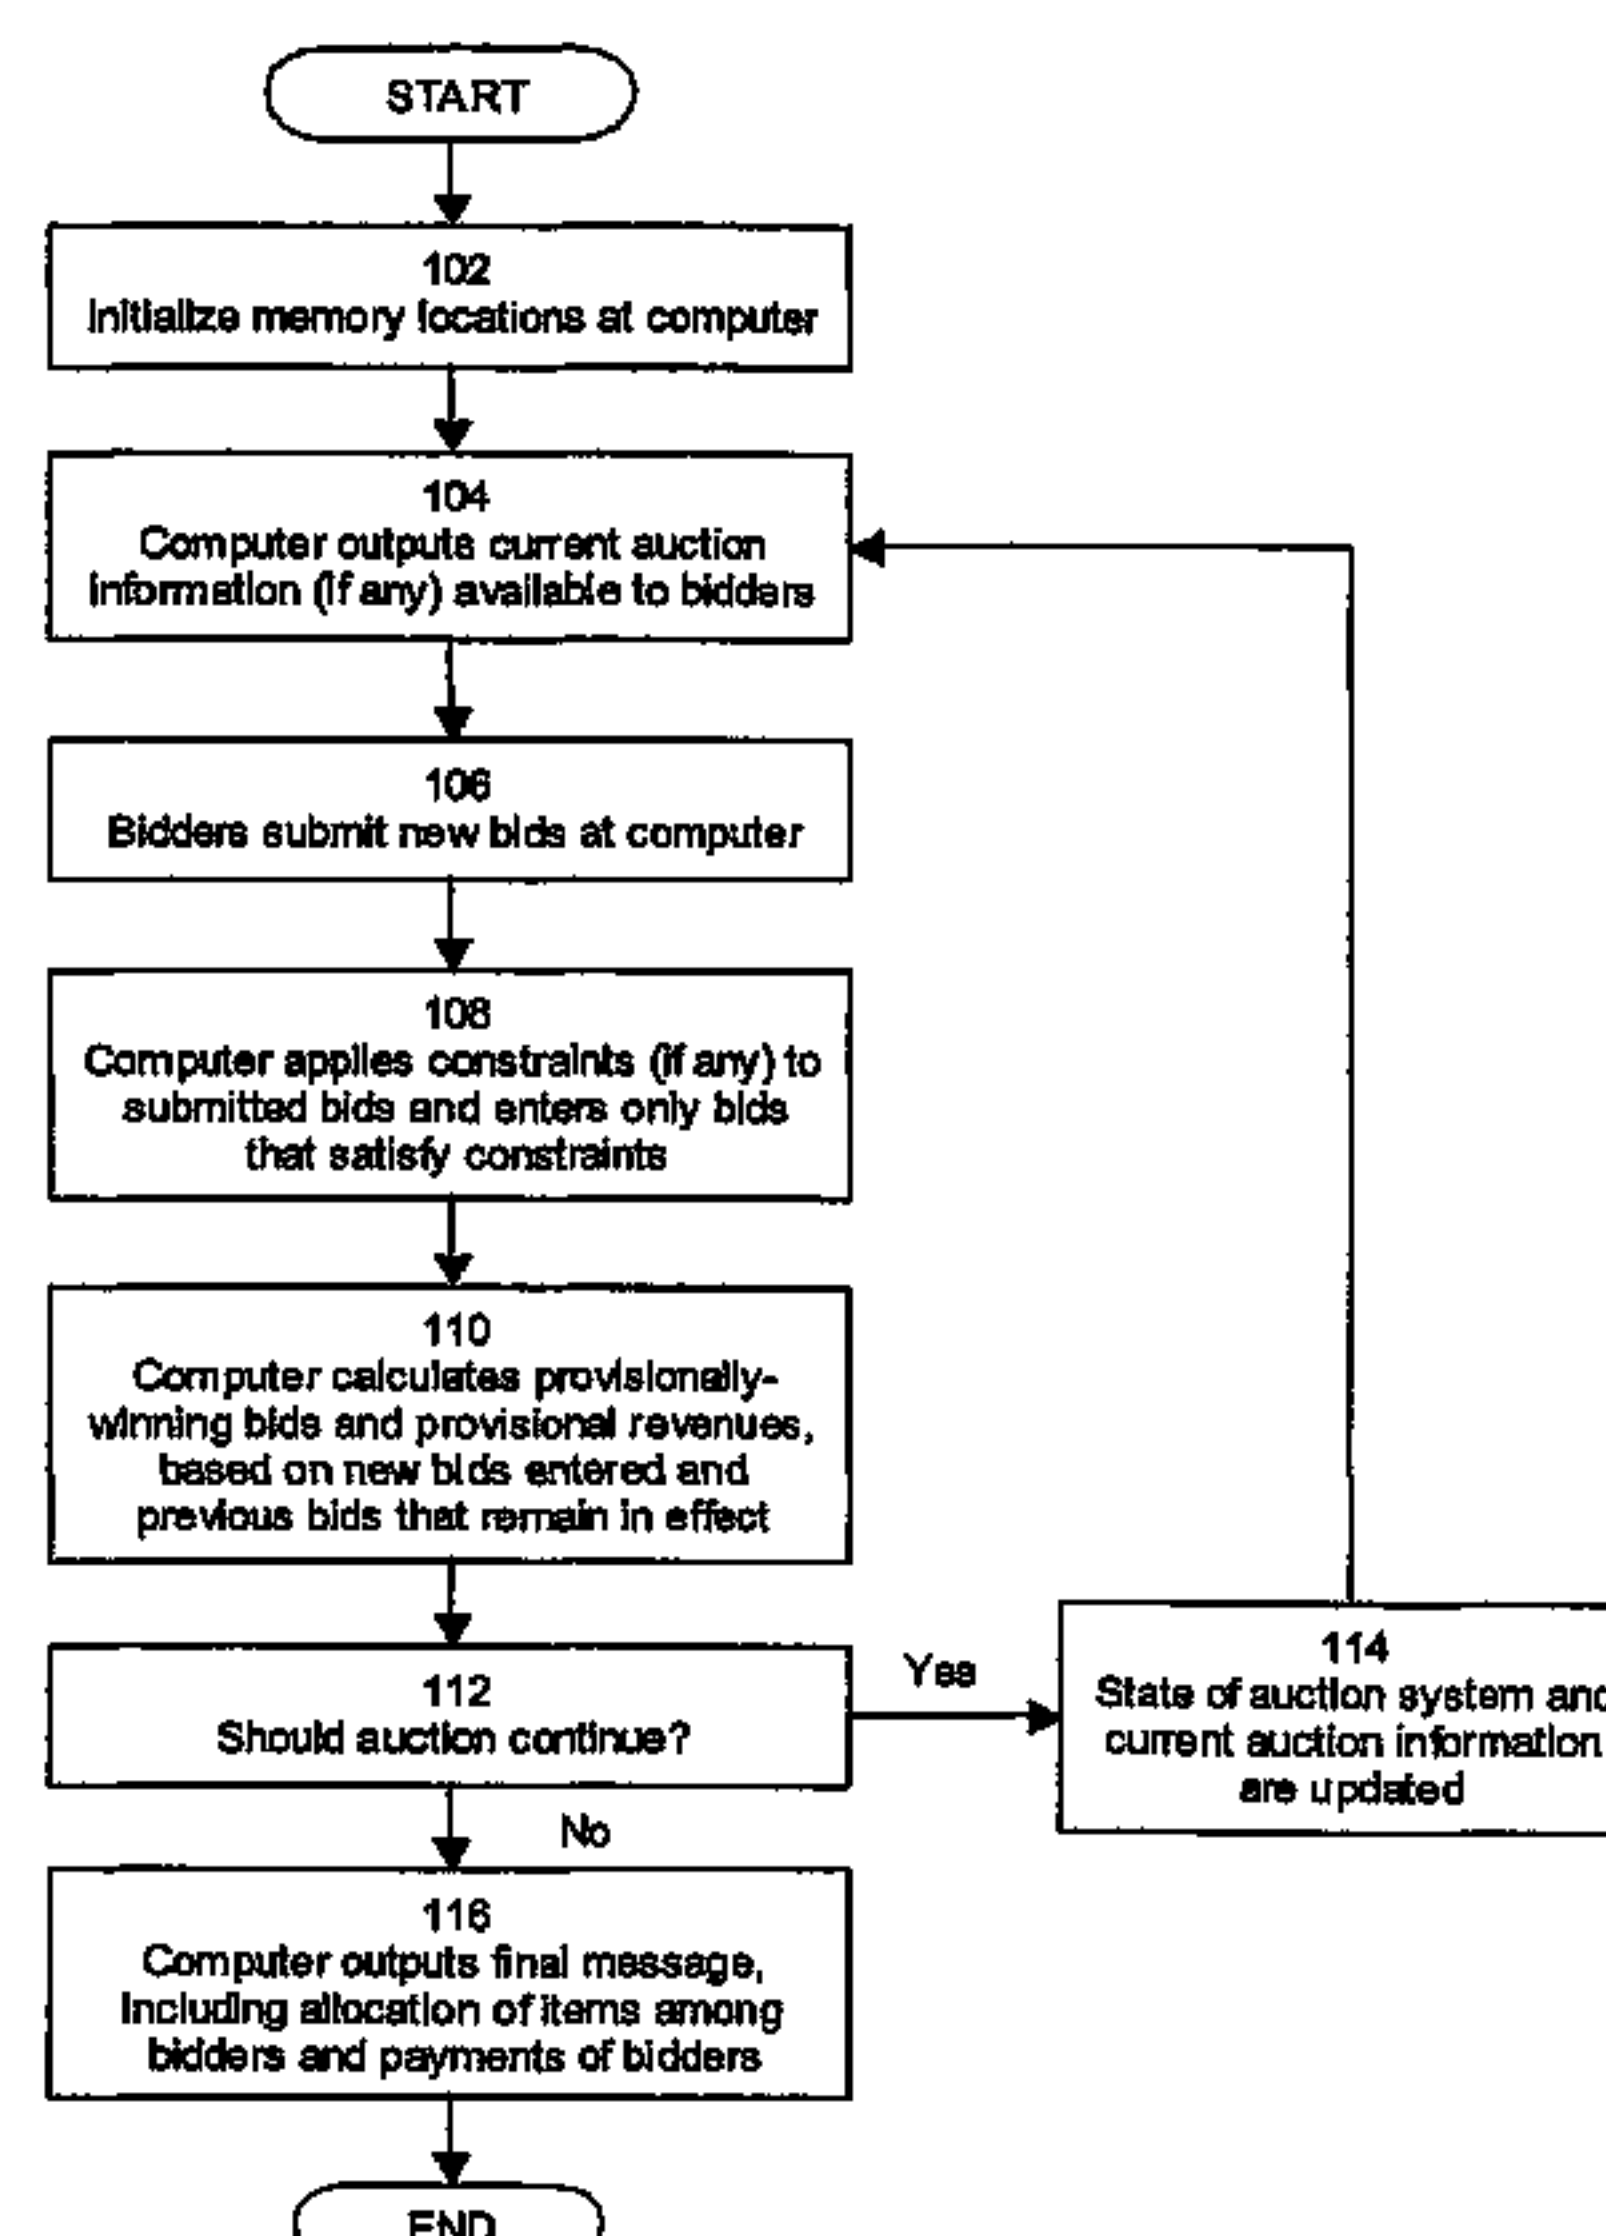 START
102
Initialize memory locations at computer
104
Computer outputs current auction
information (if any) available to bidders
106
Bidders submit new bids at computer
108
Computer applies constraints (if any) to
submitted bids and enters only bids
that satisfy constraints
110
Computer calculates provisionally-
winning bids and provisional revenues,
based on new bids entered and
previous bids that remain in effect
112
Should auction continue?
Yes
114
State of auction system and
current auction information
are updated
No
116
Computer outputs final message,
including allocation of items among
bidders and payments of bidders
END